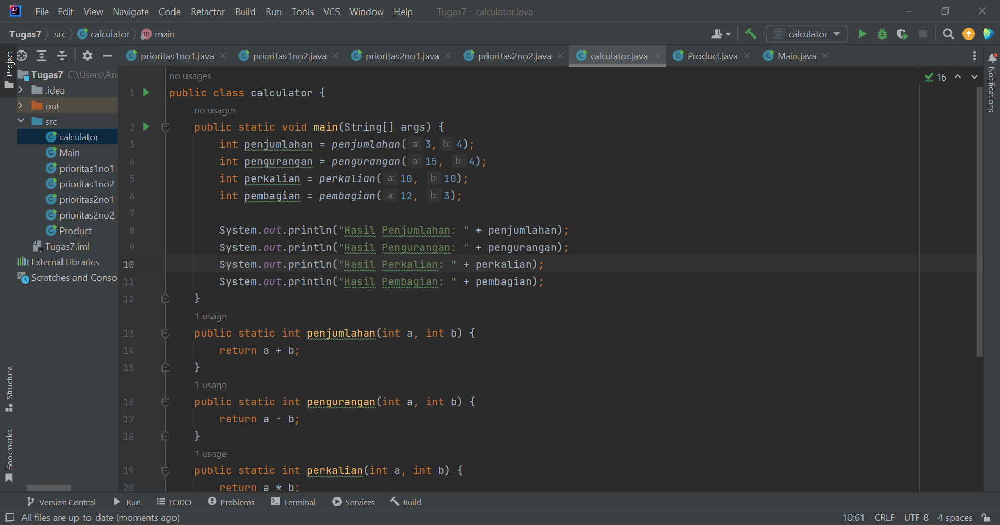 File Edit View Navigate Code Refactor Build Run Tools VCS Window Help Tugas7 - calculator.java
Tugas7 src calculator main calculator
prioritas1no1.java prioritas1no2.java prioritas2no1.java prioritas2no2.java calculator.java Product.java Main.java
Project
Tugas7
.idea
out
src
calculator
Main
prioritas1no1
prioritas1no2
prioritas2no1
prioritas2no2
Product
Tugas7.iml
External Libraries
Scratches and Conso
Structure
Bookmarks
no usages
1 public class calculator {
no usages
2 public static void main(String[] args) {
3 int penjumlahan = penjumlahan( a: 3, b: 4);
4 int pengurangan = pengurangan( a: 15, b: 4);
5 int perkalian = perkalian( a: 10, b: 10);
6 int pembagian = pembagian( a: 12, b: 3);
7
8 System.out.println("Hasil Penjumlahan: " + penjumlahan);
9 System.out.println("Hasil Pengurangan: " + pengurangan);
10 System.out.println("Hasil Perkalian: " + perkalian);
11 System.out.println("Hasil Pembagian: " + pembagian);
12 }
1 usage
13 public static int penjumlahan(int a, int b) {
14 return a + b;
15 }
1 usage
16 public static int pengurangan(int a, int b) {
17 return a - b;
18 }
1 usage
19 public static int perkalian(int a, int b) {
20 return a * b;
16
Notifications
Version Control Run TODO Problems Terminal Services Build
All files are up-to-date (moments ago) 10:61 CRLF UTF-8 4 spaces